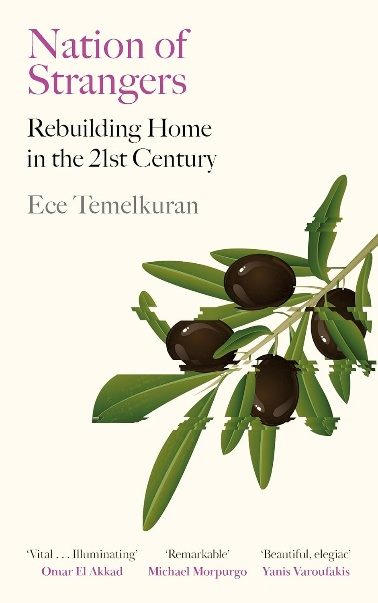 Nation of
Strangers
Rebuilding Home
in the 21st Century
Ece Temelkuran
‘Vital . . . Illuminating’
Omar El Akkad
‘Remarkable’
Michael Morpurgo
‘Beautiful, elegiac’
Yanis Varoufakis